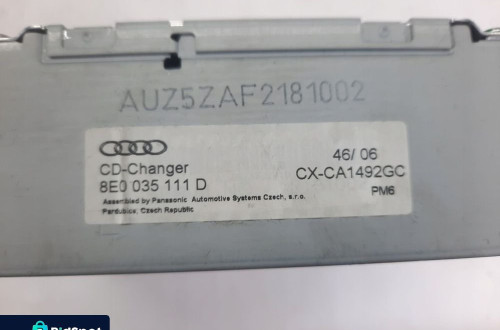 AUZ5ZAF2181002
46/ 06
CD-Changer
CX-CA1492GC
8E0 035 111 D
PM6
Assembled by Panasonic Automotive Systems Czech, s.r.o.
Pardubice, Czech Republic
BidSpot